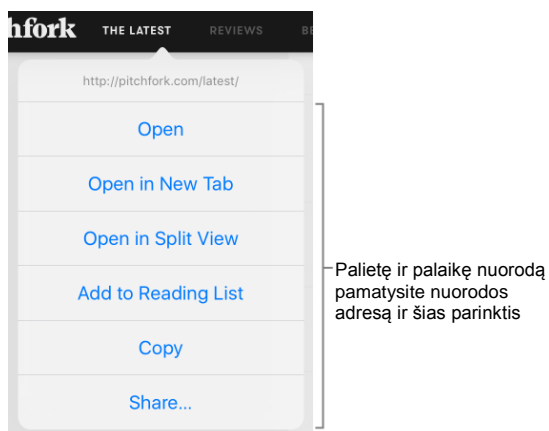 hfork THE LATEST REVIEWS BE
http://pitchfork.com/latest/
Open
Open in New Tab
Open in Split View
Add to Reading List
Copy
Share...
Palietę ir palaikę nuorodą
pamatysite nuorodos
adresą ir šias parinktis